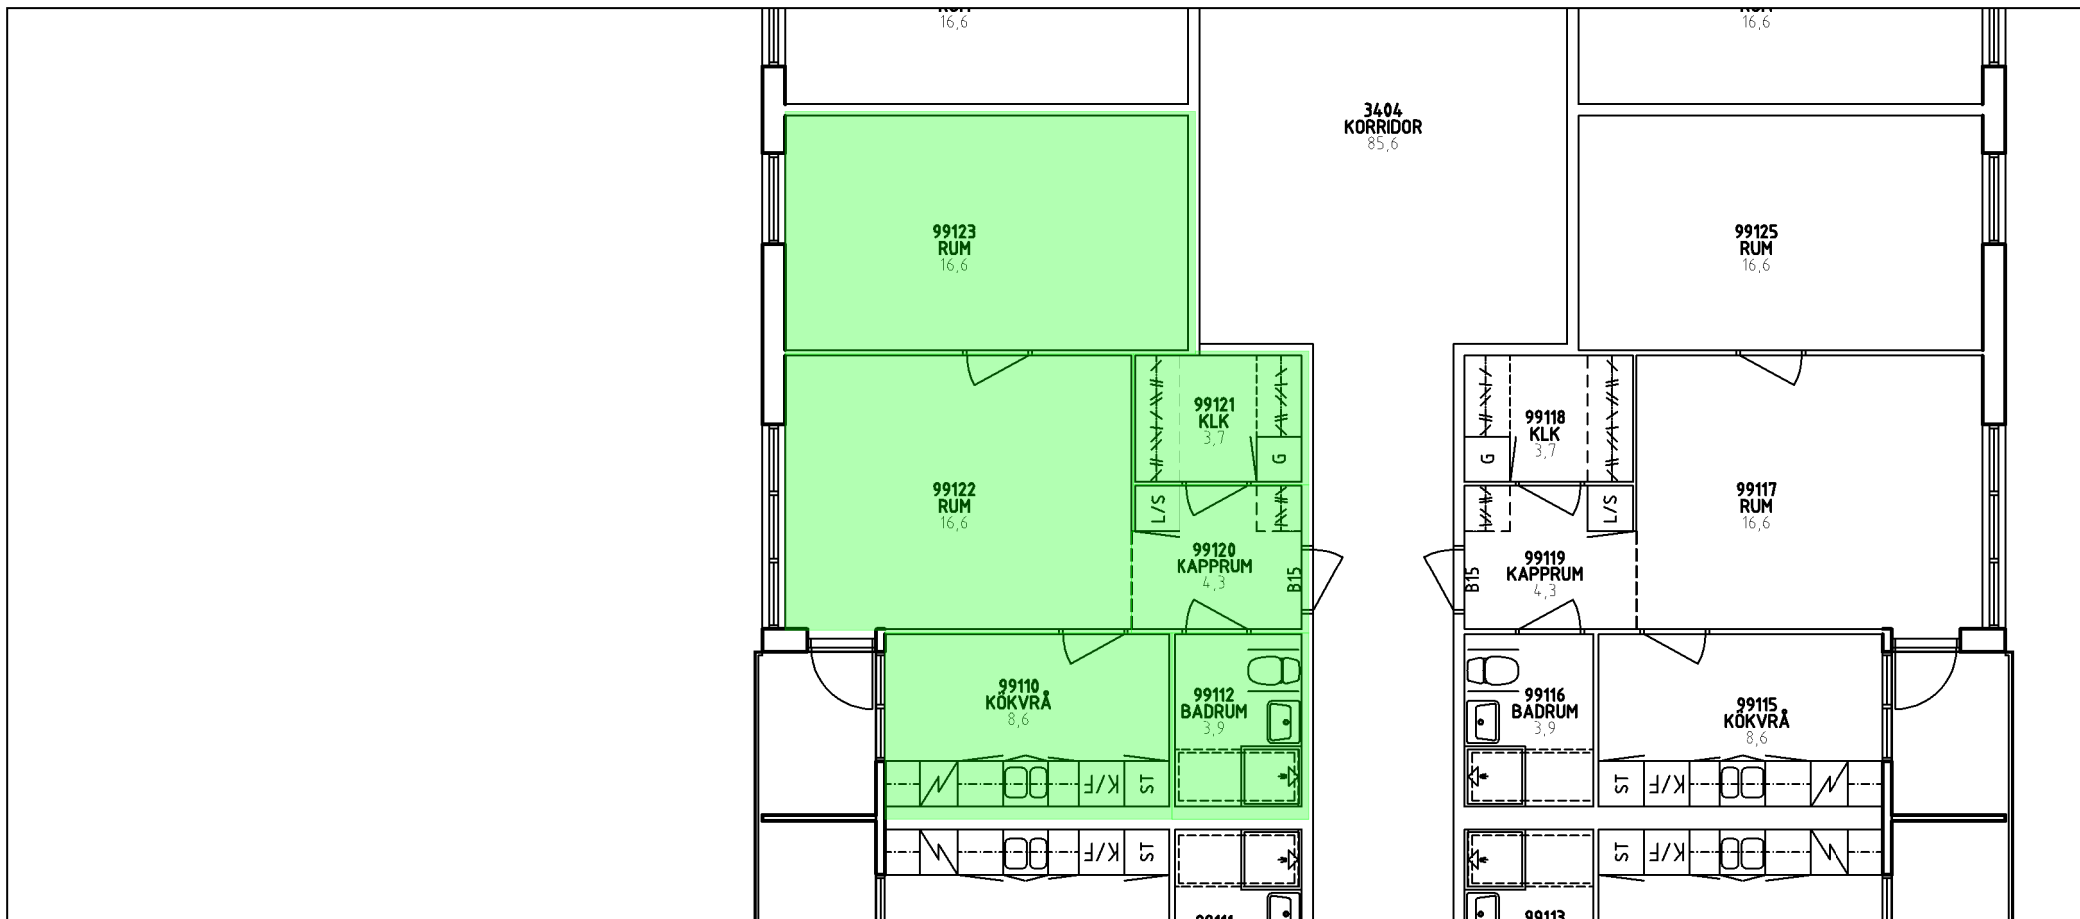 16,6
16,6
3404
KORRIDOR
85,6
99123
RUM
16,6
99125
RUM
16,6
99121
KLK
3,7
G
99118
KLK
3,7
G
99122
RUM
16,6
L/S
99120
KAPPRUM
4,3
B15
L/S
99119
KAPPRUM
4,3
B15
99117
RUM
16,6
99110
KÖKVRÅ
8,6
99112
BADRUM
3,9
99116
BADRUM
3,9
99115
KÖKVRÅ
8,6
K/F
ST
ST
K/F
K/F
ST
ST
K/F
99113